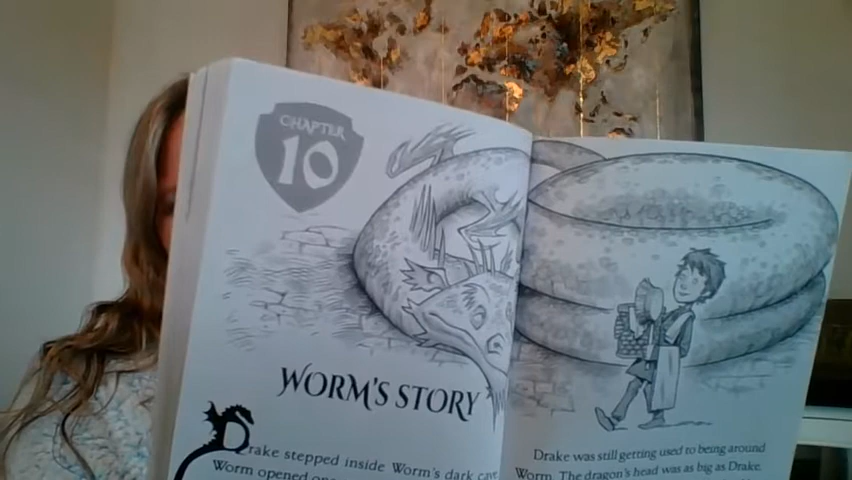 CHAPTER
10
WORM'S STORY
Drake stepped inside Worm's dark cave
Worm opened
Drake was still getting used to being around
Worm. The dragon's head was as big as Drake.